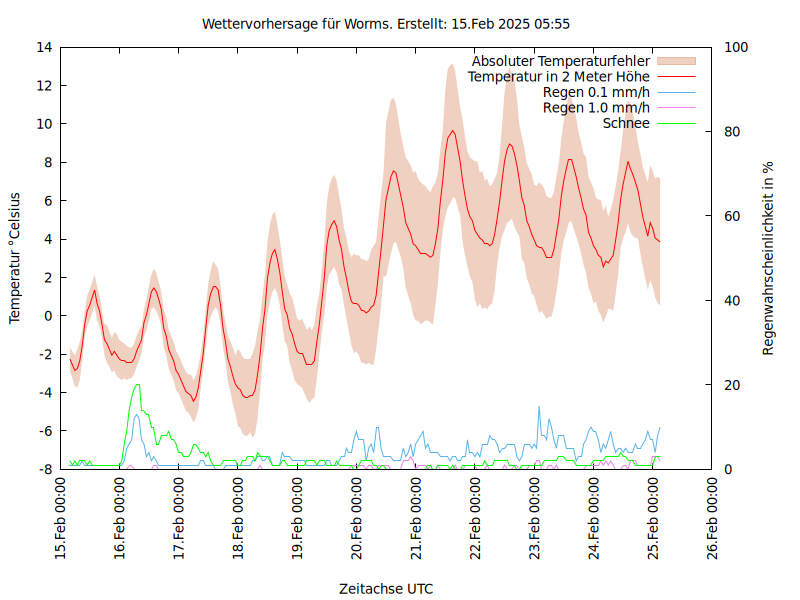 Wettervorhersage für Worms. Erstellt: 15.Feb 2025 05:55
14
12
10
8
6
4
2
0
-2
-4
-6
-8
100
80
60
40
20
0
Absoluter Temperaturfehler
Temperatur in 2 Meter Höhe
Regen 0.1 mm/h
Regen 1.0 mm/h
Schnee
Temperatur °Celsius
Regenwahrscheinlichkeit in %
15.Feb 00:00
16.Feb 00:00
17.Feb 00:00
18.Feb 00:00
19.Feb 00:00
20.Feb 00:00
21.Feb 00:00
22.Feb 00:00
23.Feb 00:00
24.Feb 00:00
25.Feb 00:00
26.Feb 00:00
Zeitachse UTC